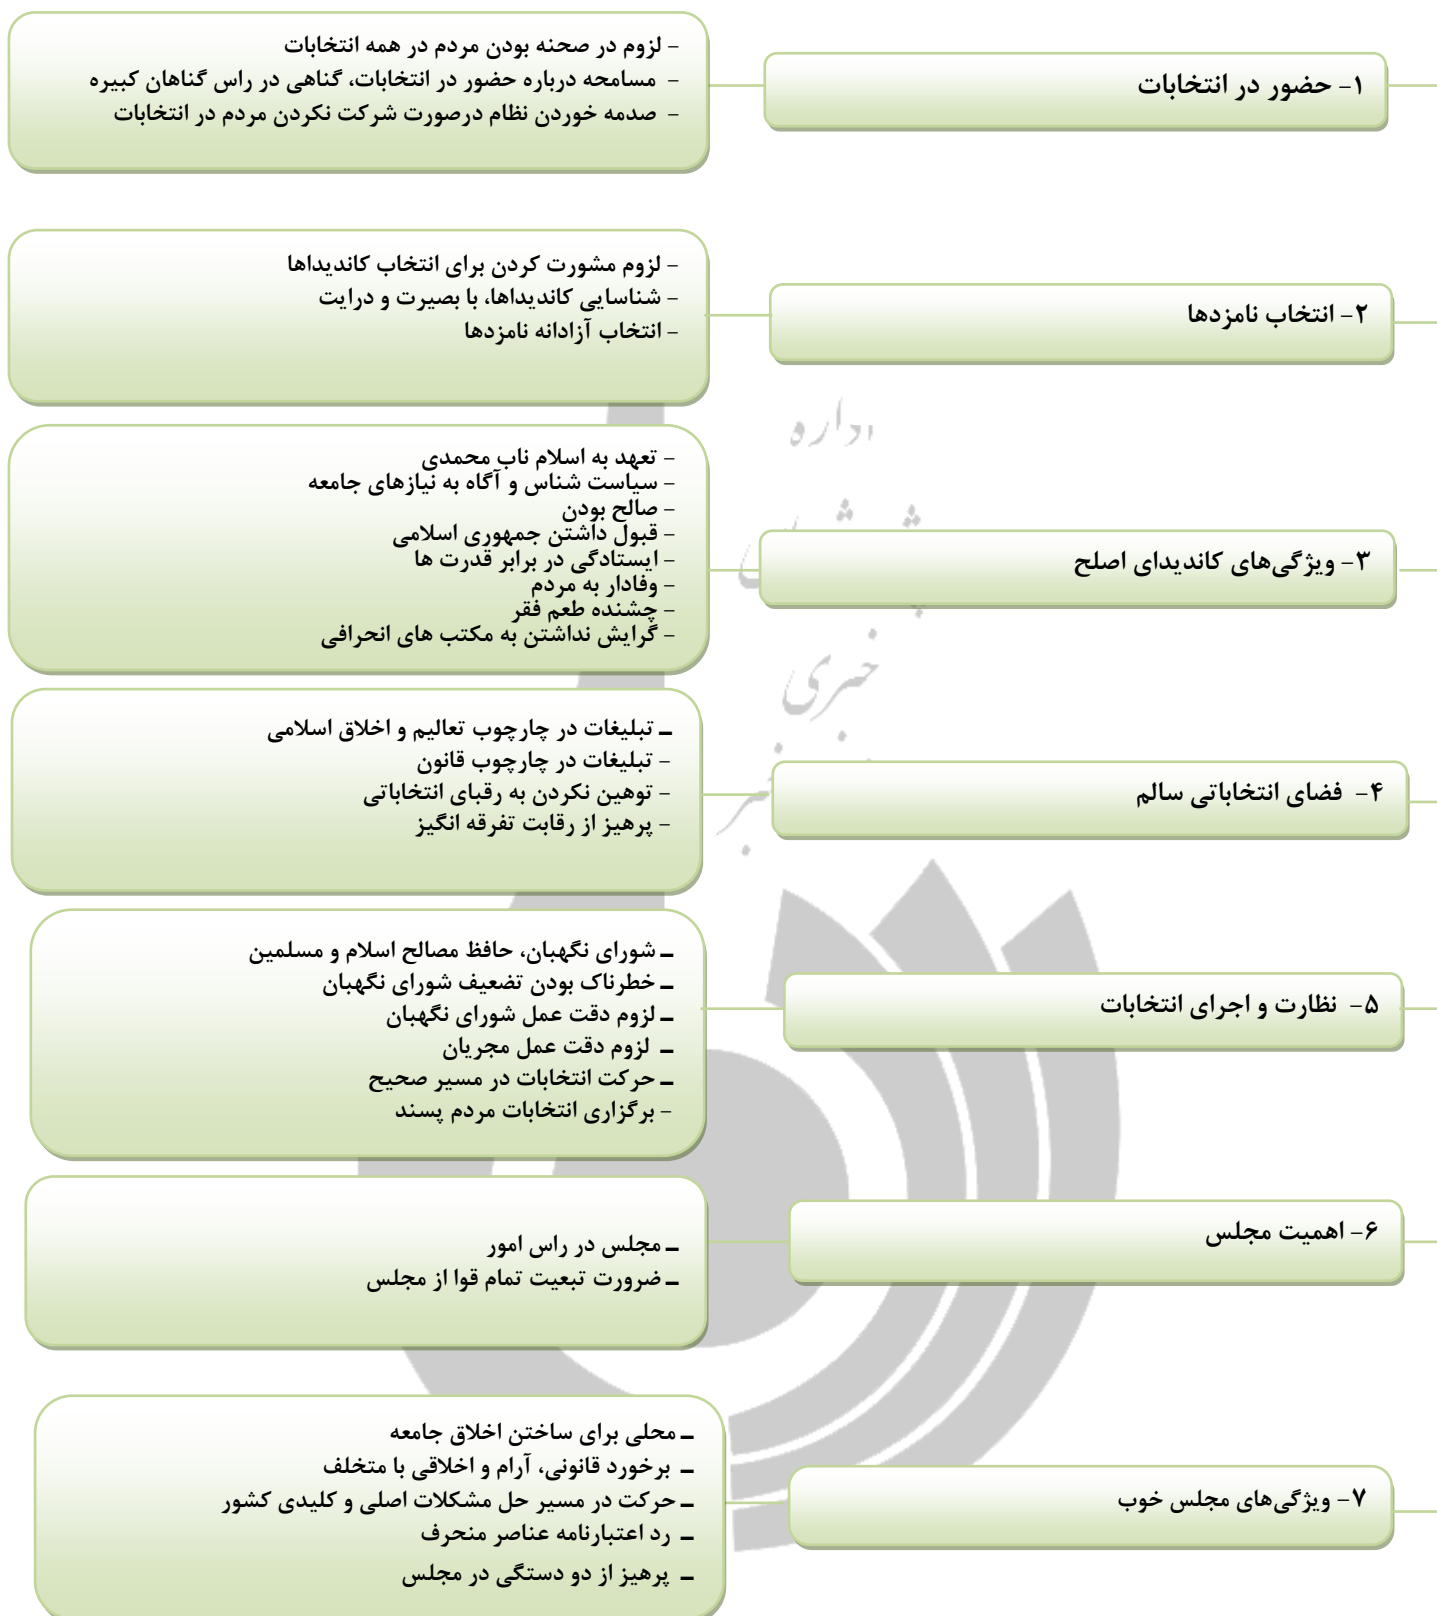 ۱- حضور در انتخابات
- لزوم در صحنه بودن مردم در همه انتخابات
- مسامحه درباره حضور در انتخابات، گناهی در راس گناهان کبیره
- صدمه خوردن نظام درصورت شرکت نکردن مردم در انتخابات
۲- انتخاب نامزدها
- لزوم مشورت کردن برای انتخاب کاندیداها
- شناسایی کاندیداها، با بصیرت و درایت
- انتخاب آزادانه نامزدها
اداره
۳- ویژگی‌های کاندیدای اصلح
- تعهد به اسلام ناب محمدی
- سیاست شناس و آگاه به نیازهای جامعه
- صالح بودن
- قبول داشتن جمهوری اسلامی
- ایستادگی در برابر قدرت ها
- وفادار به مردم
- چشنده طعم فقر
- گرایش نداشتن به مکتب های انحرافی
خبری
۴- فضای انتخاباتی سالم
ـ تبلیغات در چارچوب تعالیم و اخلاق اسلامی
- تبلیغات در چارچوب قانون
- توهین نکردن به رقبای انتخاباتی
- پرهیز از رقابت تفرقه انگیز
۵- نظارت و اجرای انتخابات
ـ شورای نگهبان، حافظ مصالح اسلام و مسلمین
ـ خطرناک بودن تضعیف شورای نگهبان
ـ لزوم دقت عمل شورای نگهبان
ـ لزوم دقت عمل مجریان
ـ حرکت انتخابات در مسیر صحیح
- برگزاری انتخابات مردم پسند
۶- اهمیت مجلس
ـ مجلس در راس امور
ـ ضرورت تبعیت تمام قوا از مجلس
۷- ویژگی‌های مجلس خوب
ـ محلی برای ساختن اخلاق جامعه
ـ برخورد قانونی، آرام و اخلاقی با متخلف
ـ حرکت در مسیر حل مشکلات اصلی و کلیدی کشور
ـ رد اعتبارنامه عناصر منحرف
ـ پرهیز از دو دستگی در مجلس